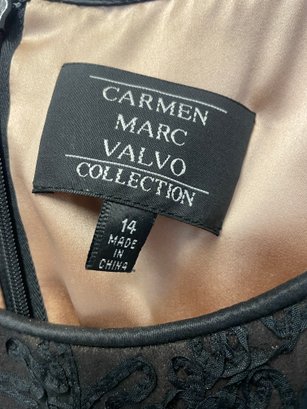 CARMEN
MARC
VALVO
COLLECTION
14
MADE
IN
CHINA